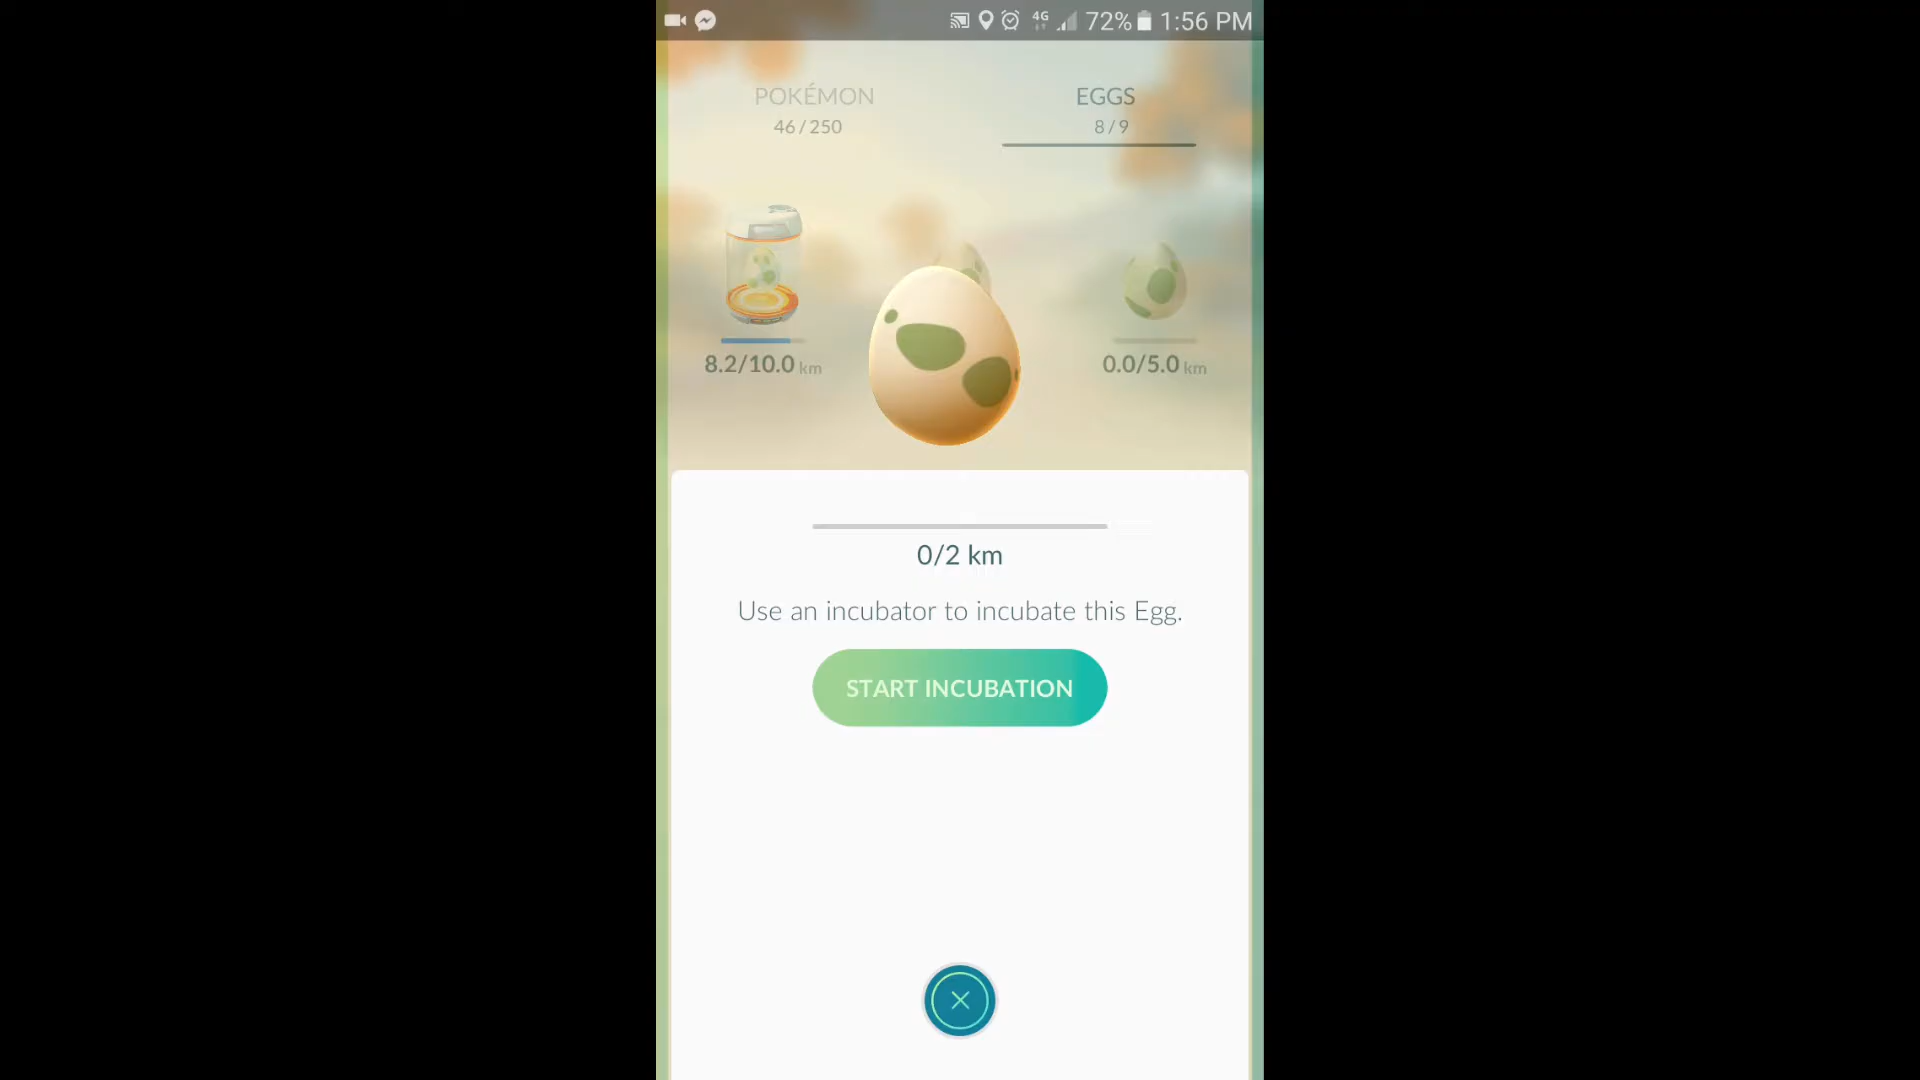 4G 72% 1:56 PM
POKÉMON EGGS
46/250 8/9
8.2/10.0 km 0.0/5.0 km
0/2 km
Use an incubator to incubate this Egg.
START INCUBATION